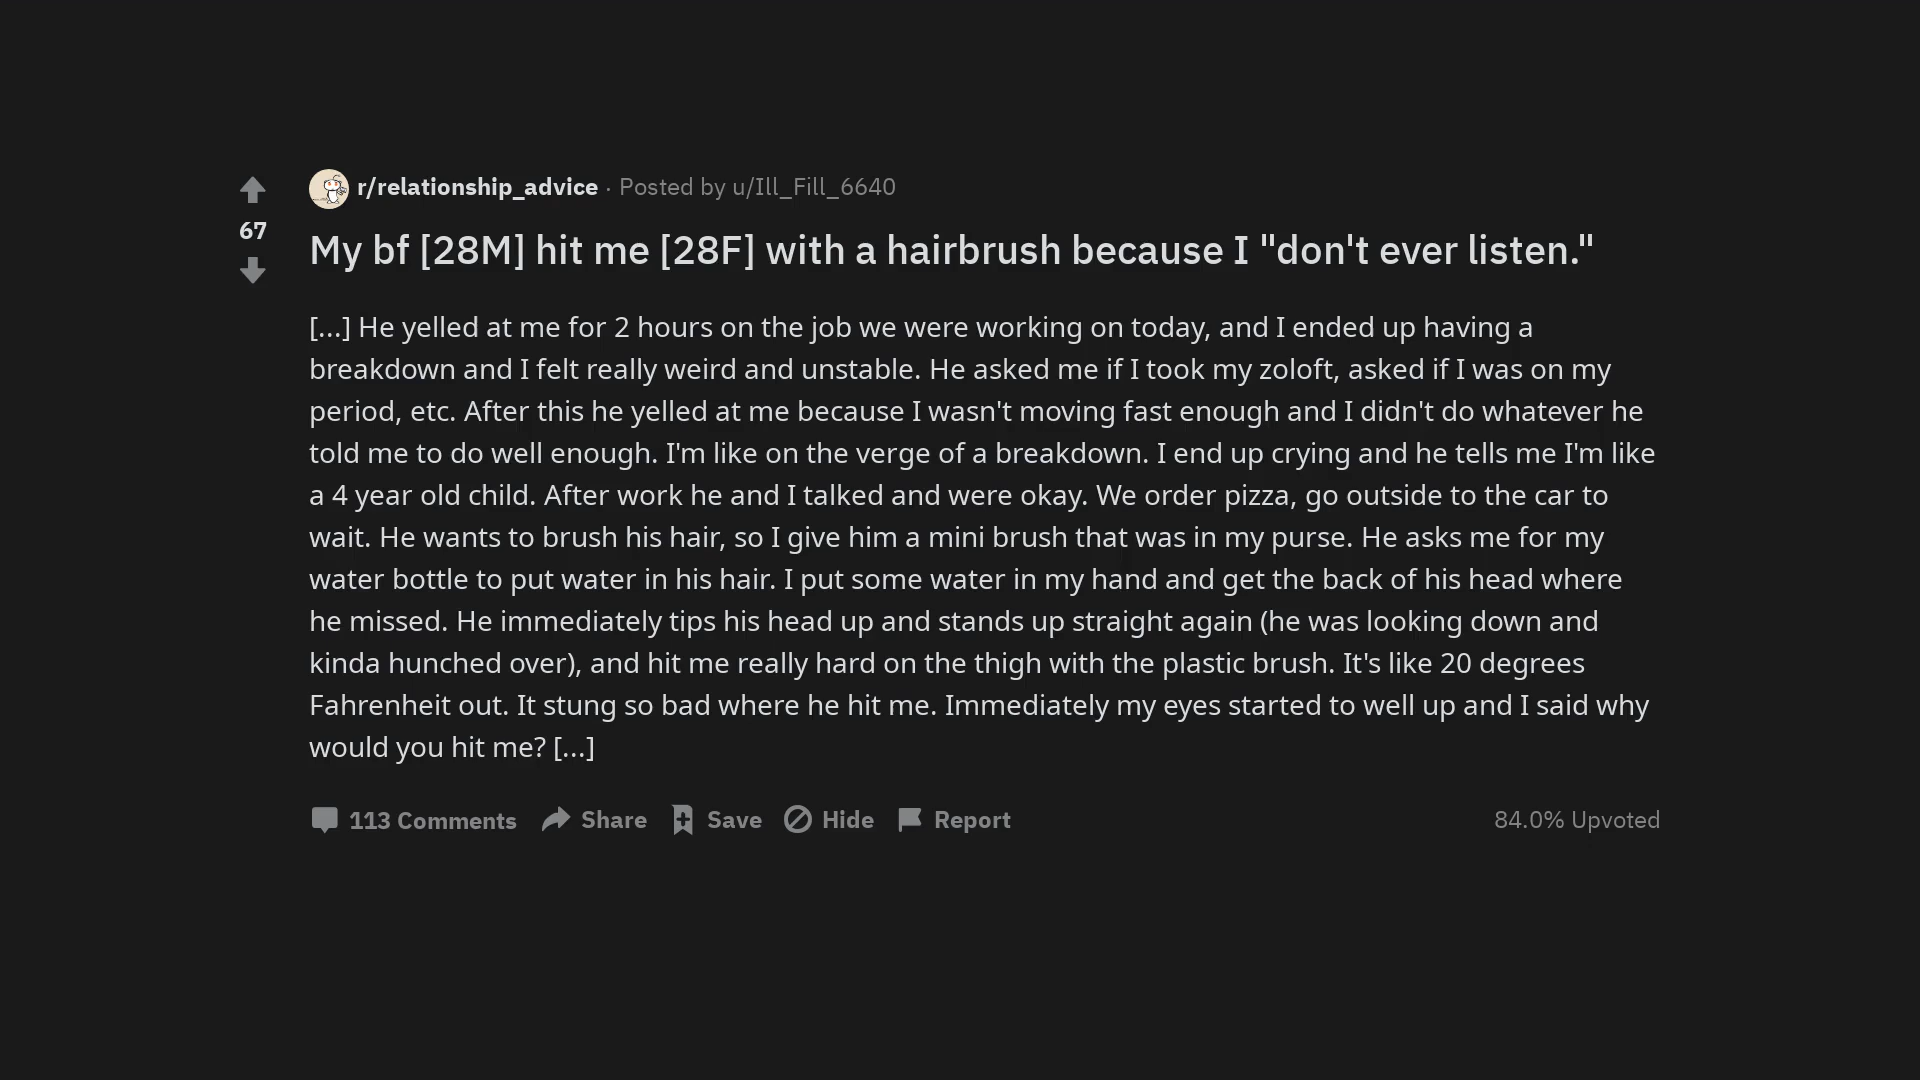 r/relationship_advice · Posted by u/Ill_Fill_6640
67
My bf [28M] hit me [28F] with a hairbrush because I "don't ever listen."
[...] He yelled at me for 2 hours on the job we were working on today, and I ended up having a
breakdown and I felt really weird and unstable. He asked me if I took my zoloft, asked if I was on my
period, etc. After this he yelled at me because I wasn't moving fast enough and I didn't do whatever he
told me to do well enough. I'm like on the verge of a breakdown. I end up crying and he tells me I'm like
a 4 year old child. After work he and I talked and were okay. We order pizza, go outside to the car to
wait. He wants to brush his hair, so I give him a mini brush that was in my purse. He asks me for my
water bottle to put water in his hair. I put some water in my hand and get the back of his head where
he missed. He immediately tips his head up and stands up straight again (he was looking down and
kinda hunched over), and hit me really hard on the thigh with the plastic brush. It's like 20 degrees
Fahrenheit out. It stung so bad where he hit me. Immediately my eyes started to well up and I said why
would you hit me? [...]
113 Comments Share Save Hide Report 84.0% Upvoted